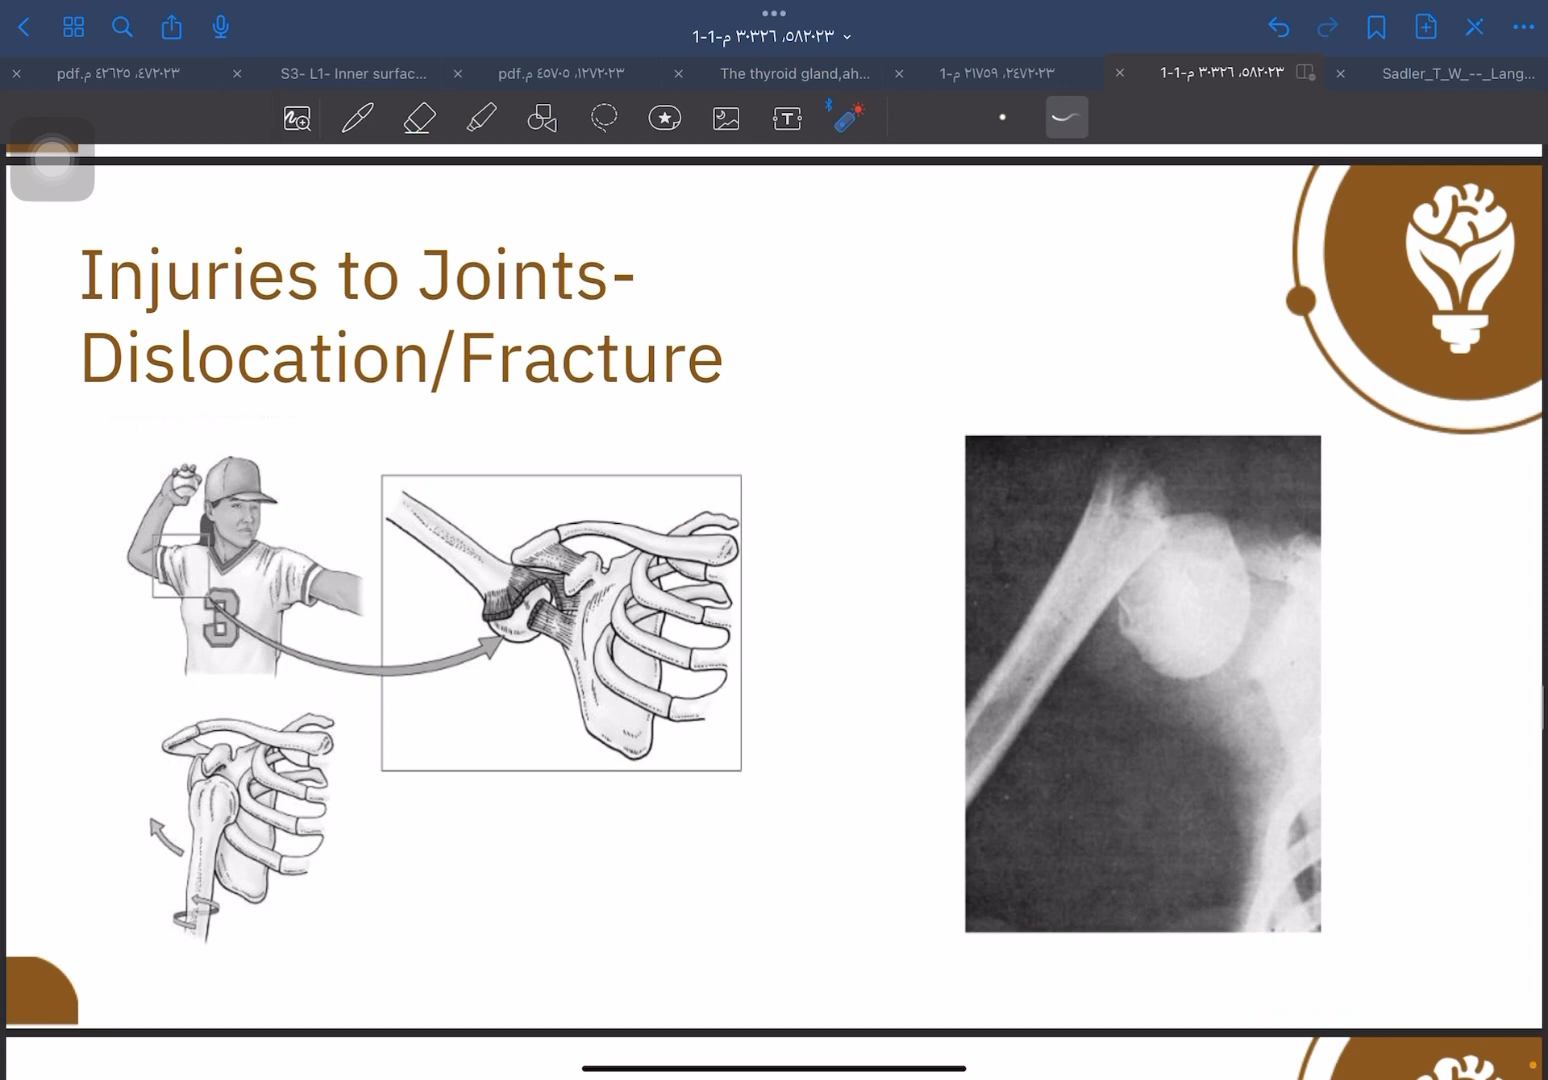 ٥٨٢٠٢٣، ٣٠٣٢٦ م-1-1
٤٧٢٠٢٣، ٤٢٦٢٥ م.pdf
S3- L1- Inner surfac...
١٢٧٢٠٢٣، ٤٥٧٠٥ م.pdf
The thyroid gland,ah...
٢٤٧٢٠٢٣، ٢١٧٥٩ م-1
٥٨٢٠٢٣، ٣٠٣٢٦ م-1-1
Sadler_T_W_--_Lang...
T
Injuries to Joints-
Dislocation/Fracture
3